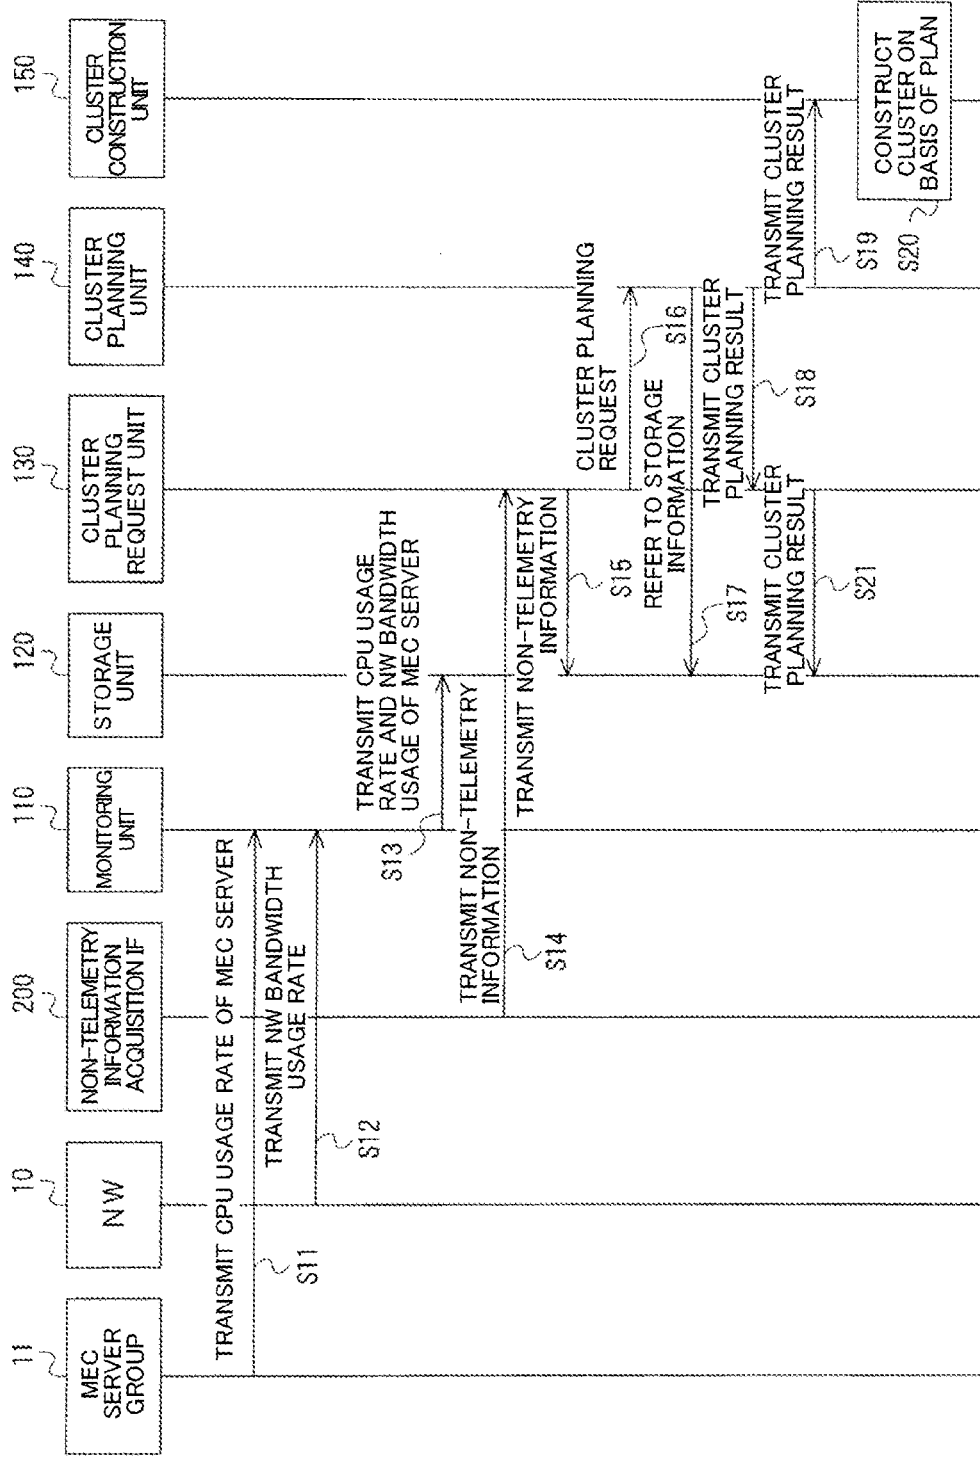 11
MEC
SERVER
GROUP
10
NW
200
NON-TELEMETRY
INFORMATION
ACQUISITION IF
110
MONITORING
UNIT
120
STORAGE
UNIT
130
CLUSTER
PLANNING
REQUEST UNIT
140
CLUSTER
PLANNING
UNIT
150
CLUSTER
CONSTRUCTION
UNIT
TRANSMIT CPU USAGE RATE OF MEC SERVER
S11
TRANSMIT NW BANDWIDTH
USAGE RATE
S12
TRANSMIT CPU USAGE
RATE AND NW BANDWIDTH
USAGE OF MEC SERVER
S13
TRANSMIT NON-TELEMETRY
INFORMATION
S14
TRANSMIT NON-TELEMETRY
INFORMATION
S15
CLUSTER PLANNING
REQUEST
S16
REFER TO STORAGE
INFORMATION
S17
TRANSMIT CLUSTER
PLANNING RESULT
S18
TRANSMIT CLUSTER
PLANNING RESULT
S19
TRANSMIT CLUSTER
PLANNING RESULT
S21
CONSTRUCT
CLUSTER ON
BASIS OF PLAN
S20